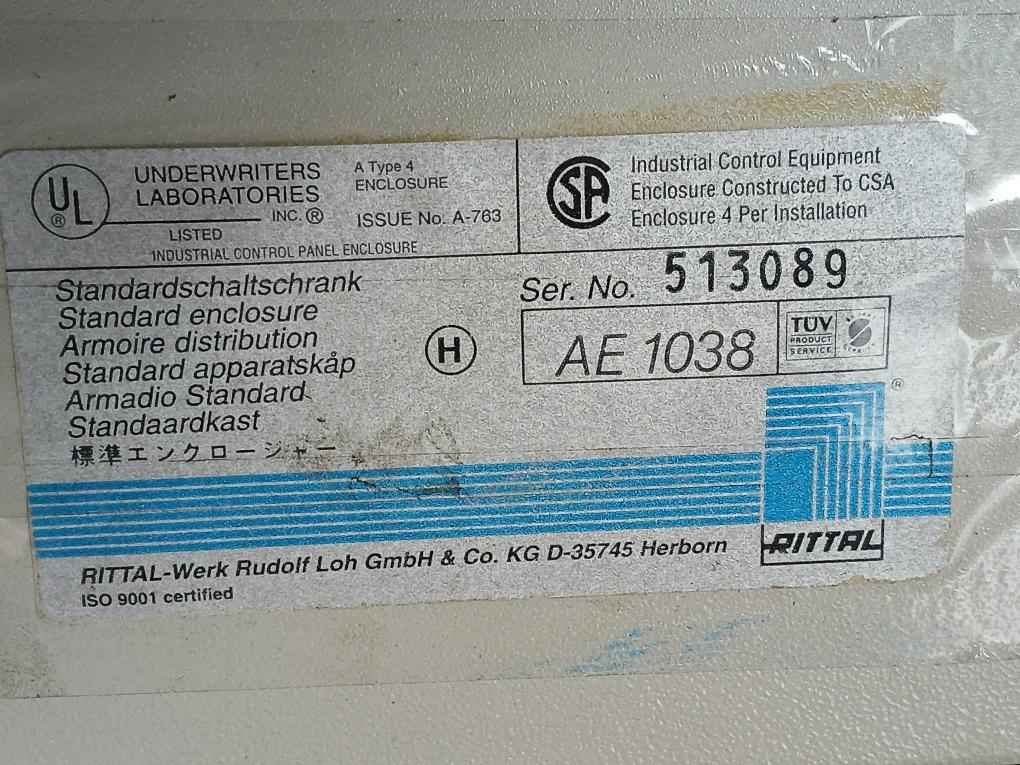 UL ®
UNDERWRITERS
LABORATORIES
INC. ®
LISTED
INDUSTRIAL CONTROL PANEL ENCLOSURE
A Type 4
ENCLOSURE
ISSUE No. A-763
SA
Industrial Control Equipment
Enclosure Constructed To CSA
Enclosure 4 Per Installation
Standardschaltschrank
Standard enclosure
Armoire distribution
Standard apparatskåp
Armadio Standard
Standaardkast
標準エンクロージャー
H
Ser. No. 513089
AE 1038
TÜV
PRODUCT
SERVICE
®
RITTAL
RITTAL-Werk Rudolf Loh GmbH & Co. KG D-35745 Herborn
ISO 9001 certified